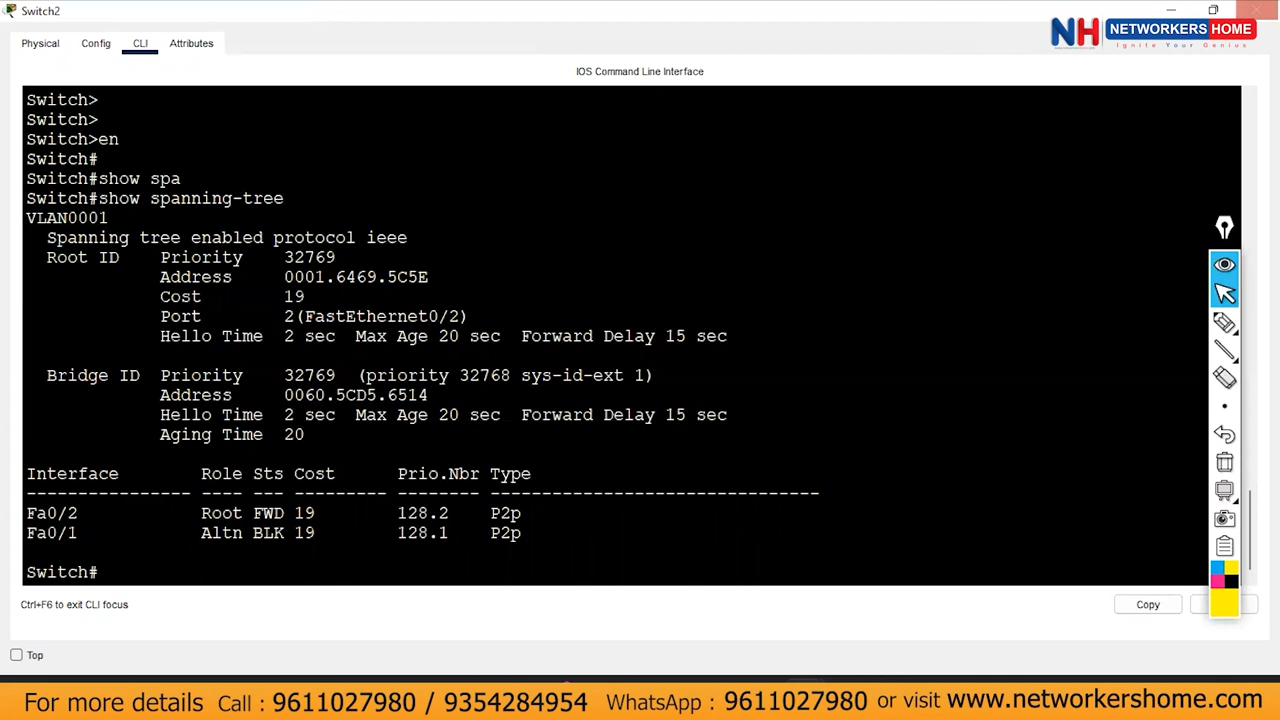 Switch2
NH NETWORKERS HOME
Ignite Your Genius
Physical Config CLI Attributes
IOS Command Line Interface
Switch>
Switch>
Switch>en
Switch#
Switch#show spa
Switch#show spanning-tree
VLAN0001
Spanning tree enabled protocol ieee
Root ID Priority 32769
Address 0001.6469.5C5E
Cost 19
Port 2(FastEthernet0/2)
Hello Time 2 sec Max Age 20 sec Forward Delay 15 sec
Bridge ID Priority 32769 (priority 32768 sys-id-ext 1)
Address 0060.5CD5.6514
Hello Time 2 sec Max Age 20 sec Forward Delay 15 sec
Aging Time 20
Interface Role Sts Cost Prio.Nbr Type
---------------- ---- --- --------- -------- --------------------------------
Fa0/2 Root FWD 19 128.2 P2p
Fa0/1 Altn BLK 19 128.1 P2p
Switch#
Ctrl+F6 to exit CLI focus
Copy
Top
For more details Call : 9611027980 / 9354284954 WhatsApp : 9611027980 or visit www.networkershome.com